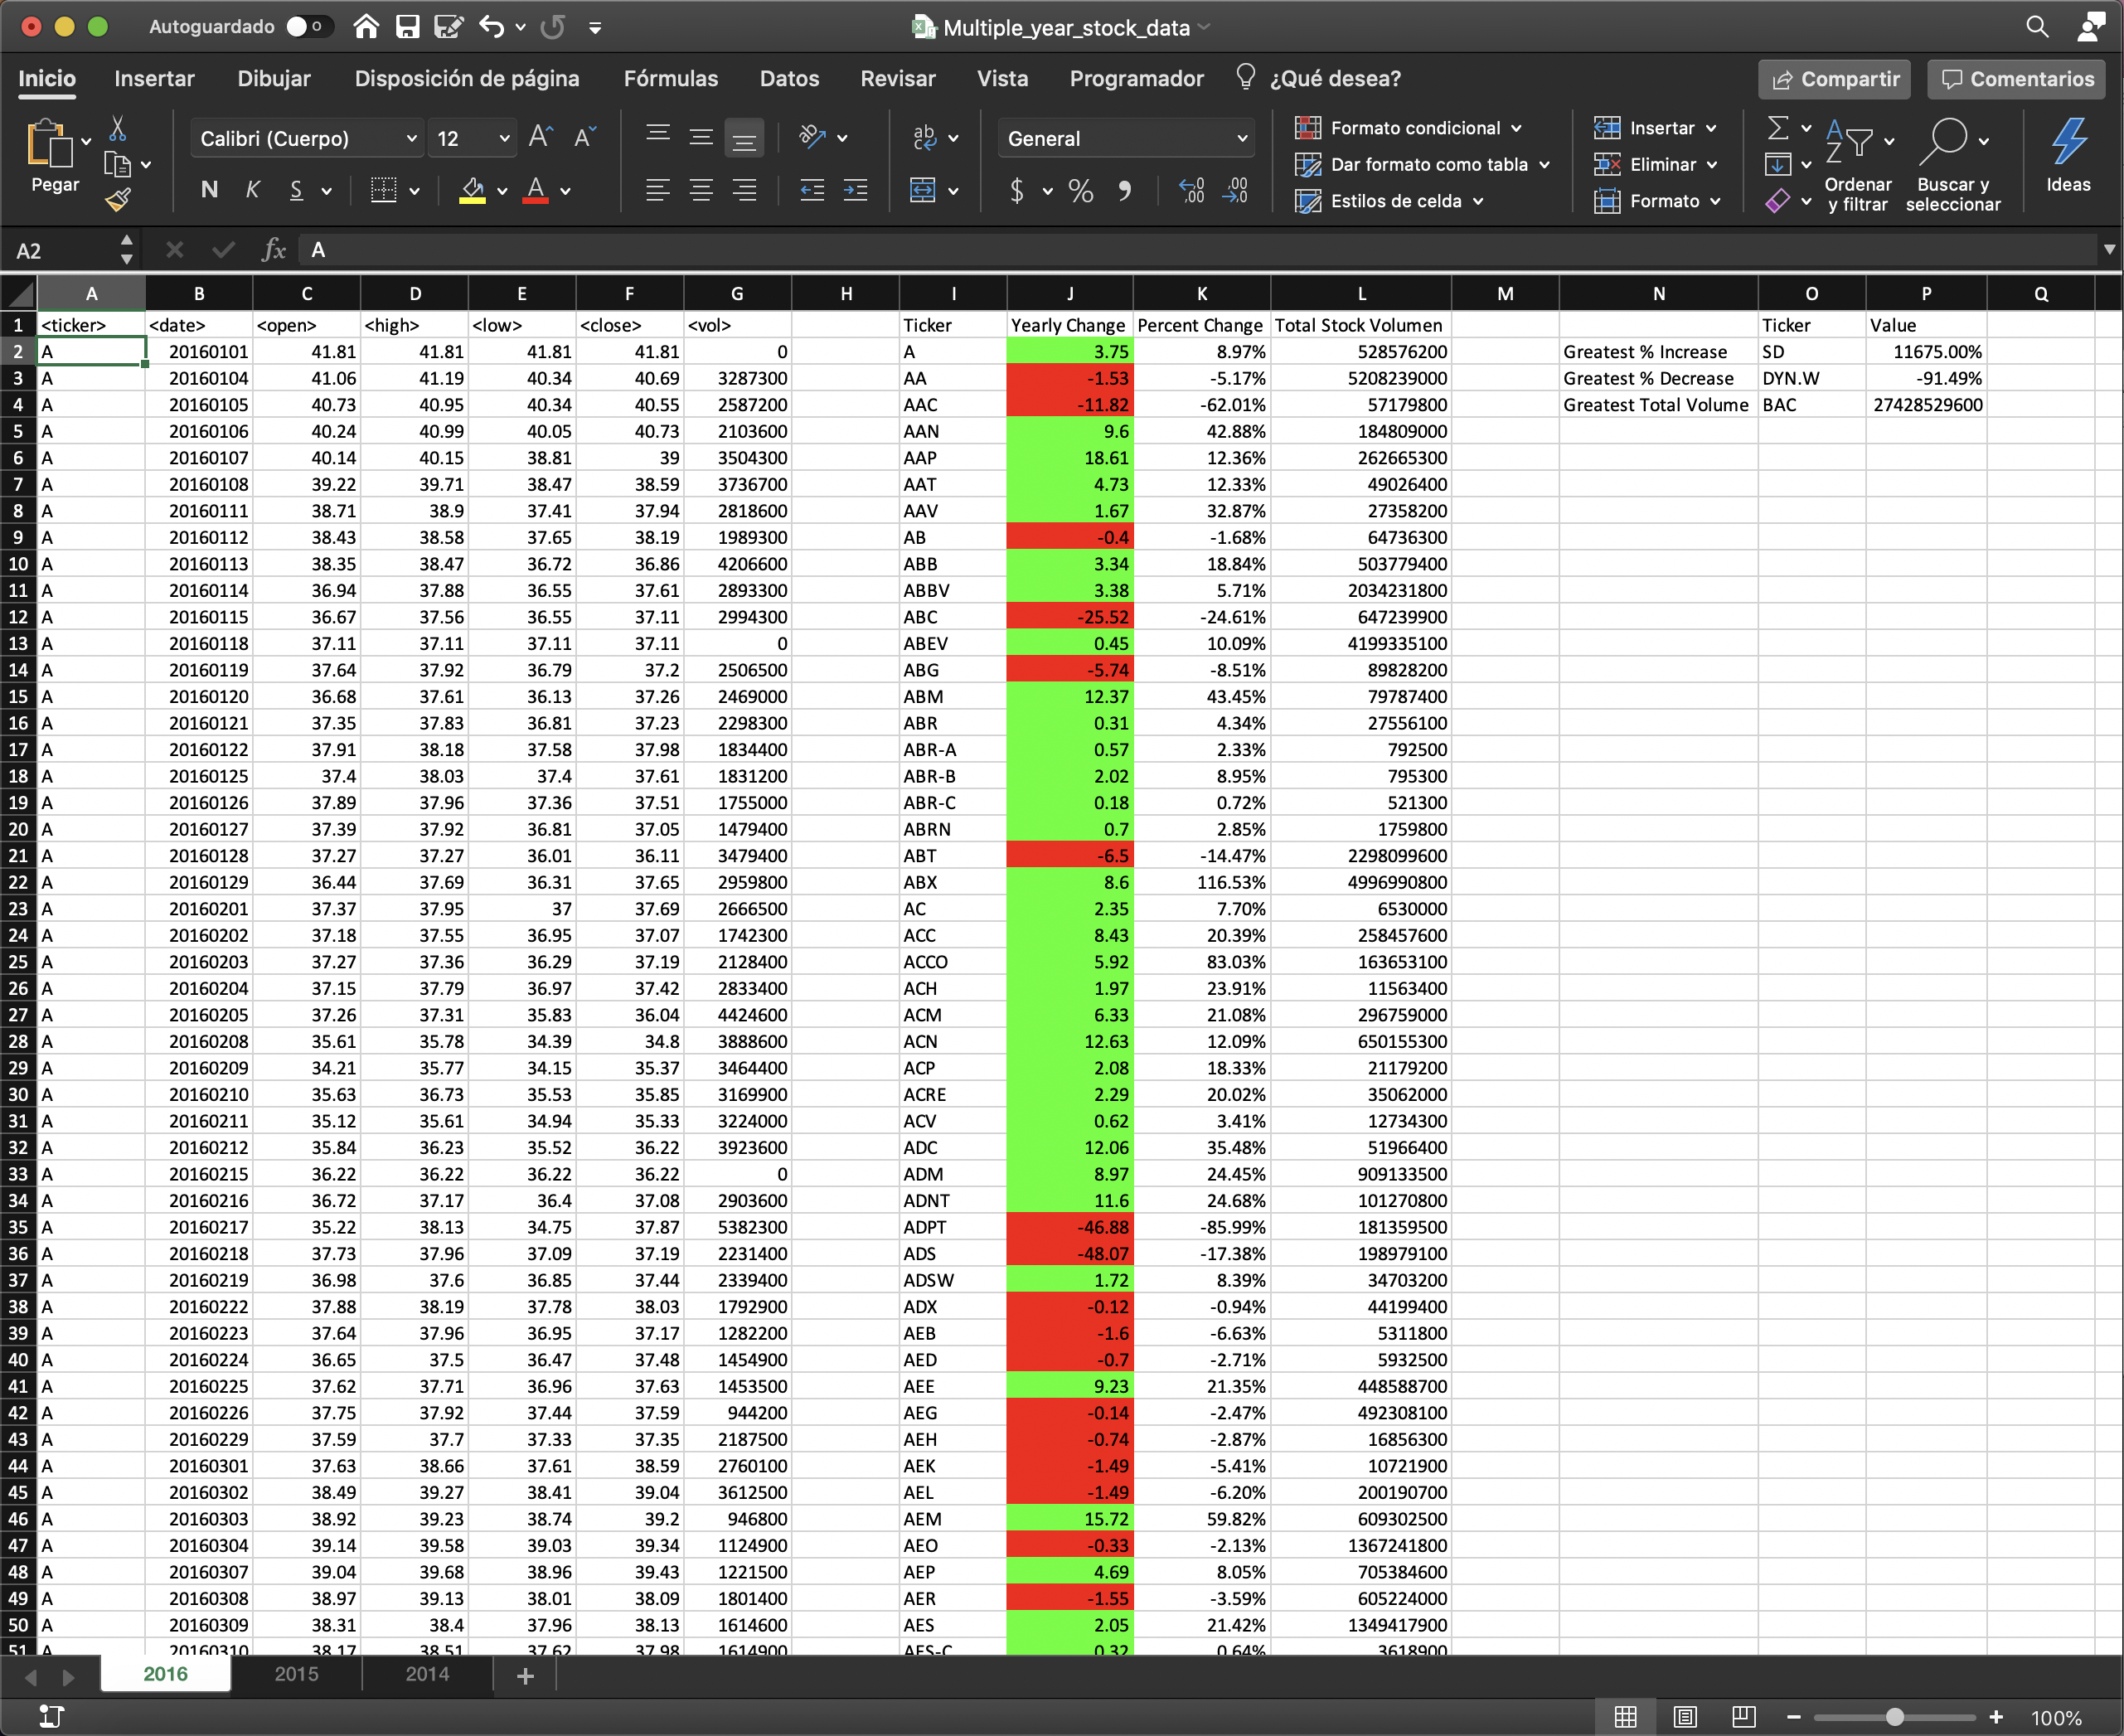 Autoguardado
Multiple_year_stock_data
Inicio Insertar Dibujar Disposición de página Fórmulas Datos Revisar Vista Programador ¿Qué desea? Compartir Comentarios
Pegar Calibri (Cuerpo) 12 General Formato condicional Insertar
Dar formato como tabla Eliminar Ordenar y filtrar Buscar y seleccionar Ideas
N K S $ % Estilos de celda Formato
A2 fx A
A B C D E F G H I J K L M N O P Q
1 <ticker> <date> <open> <high> <low> <close> <vol> Ticker Yearly Change Percent Change Total Stock Volumen Ticker Value
2 A 20160101 41.81 41.81 41.81 41.81 0 A 3.75 8.97% 528576200 Greatest % Increase SD 11675.00%
3 A 20160104 41.06 41.19 40.34 40.69 3287300 AA -1.53 -5.17% 5208239000 Greatest % Decrease DYN.W -91.49%
4 A 20160105 40.73 40.95 40.34 40.55 2587200 AAC -11.82 -62.01% 57179800 Greatest Total Volume BAC 27428529600
5 A 20160106 40.24 40.99 40.05 40.73 2103600 AAN 9.6 42.88% 184809000
6 A 20160107 40.14 40.15 38.81 39 3504300 AAP 18.61 12.36% 262665300
7 A 20160108 39.22 39.71 38.47 38.59 3736700 AAT 4.73 12.33% 49026400
8 A 20160111 38.71 38.9 37.41 37.94 2818600 AAV 1.67 32.87% 27358200
9 A 20160112 38.43 38.58 37.65 38.19 1989300 AB -0.4 -1.68% 64736300
10 A 20160113 38.35 38.47 36.72 36.86 4206600 ABB 3.34 18.84% 503779400
11 A 20160114 36.94 37.88 36.55 37.61 2893300 ABBV 3.38 5.71% 2034231800
12 A 20160115 36.67 37.56 36.55 37.11 2994300 ABC -25.52 -24.61% 647239900
13 A 20160118 37.11 37.11 37.11 37.11 0 ABEV 0.45 10.09% 4199335100
14 A 20160119 37.64 37.92 36.79 37.2 2506500 ABG -5.74 -8.51% 89828200
15 A 20160120 36.68 37.61 36.13 37.26 2469000 ABM 12.37 43.45% 79787400
16 A 20160121 37.35 37.83 36.81 37.23 2298300 ABR 0.31 4.34% 27556100
17 A 20160122 37.91 38.18 37.58 37.98 1834400 ABR-A 0.57 2.33% 792500
18 A 20160125 37.4 38.03 37.4 37.61 1831200 ABR-B 2.02 8.95% 795300
19 A 20160126 37.89 37.96 37.36 37.51 1755000 ABR-C 0.18 0.72% 521300
20 A 20160127 37.39 37.92 36.81 37.05 1479400 ABRN 0.7 2.85% 1759800
21 A 20160128 37.27 37.27 36.01 36.11 3479400 ABT -6.5 -14.47% 2298099600
22 A 20160129 36.44 37.69 36.31 37.65 2959800 ABX 8.6 116.53% 4996990800
23 A 20160201 37.37 37.95 37 37.69 2666500 AC 2.35 7.70% 6530000
24 A 20160202 37.18 37.55 36.95 37.07 1742300 ACC 8.43 20.39% 258457600
25 A 20160203 37.27 37.36 36.29 37.19 2128400 ACCO 5.92 83.03% 163653100
26 A 20160204 37.15 37.79 36.97 37.42 2833400 ACH 1.97 23.91% 11563400
27 A 20160205 37.26 37.31 35.83 36.04 4424600 ACM 6.33 21.08% 296759000
28 A 20160208 35.61 35.78 34.39 34.8 3888600 ACN 12.63 12.09% 650155300
29 A 20160209 34.21 35.77 34.15 35.37 3464400 ACP 2.08 18.33% 21179200
30 A 20160210 35.63 36.73 35.53 35.85 3169900 ACRE 2.29 20.02% 35062000
31 A 20160211 35.12 35.61 34.94 35.33 3224000 ACV 0.62 3.41% 12734300
32 A 20160212 35.84 36.23 35.52 36.22 3923600 ADC 12.06 35.48% 51966400
33 A 20160215 36.22 36.22 36.22 36.22 0 ADM 8.97 24.45% 909133500
34 A 20160216 36.72 37.17 36.4 37.08 2903600 ADNT 11.6 24.68% 101270800
35 A 20160217 35.22 38.13 34.75 37.87 5382300 ADPT -46.88 -85.99% 181359500
36 A 20160218 37.73 37.96 37.09 37.19 2231400 ADS -48.07 -17.38% 198979100
37 A 20160219 36.98 37.6 36.85 37.44 2339400 ADSW 1.72 8.39% 34703200
38 A 20160222 37.88 38.19 37.78 38.03 1792900 ADX -0.12 -0.94% 44199400
39 A 20160223 37.64 37.96 36.95 37.17 1282200 AEB -1.6 -6.63% 5311800
40 A 20160224 36.65 37.5 36.47 37.48 1454900 AED -0.7 -2.71% 5932500
41 A 20160225 37.62 37.71 36.96 37.63 1453500 AEE 9.23 21.35% 448588700
42 A 20160226 37.75 37.92 37.44 37.59 944200 AEG -0.14 -2.47% 492308100
43 A 20160229 37.59 37.7 37.33 37.35 2187500 AEH -0.74 -2.87% 16856300
44 A 20160301 37.63 38.66 37.61 38.59 2760100 AEK -1.49 -5.41% 10721900
45 A 20160302 38.49 39.27 38.41 39.04 3612500 AEL -1.49 -6.20% 200190700
46 A 20160303 38.92 39.23 38.74 39.2 946800 AEM 15.72 59.82% 609302500
47 A 20160304 39.14 39.58 39.03 39.34 1124900 AEO -0.33 -2.13% 1367241800
48 A 20160307 39.04 39.68 38.96 39.43 1221500 AEP 4.69 8.05% 705384600
49 A 20160308 38.97 39.13 38.01 38.09 1801400 AER -1.55 -3.59% 605224000
50 A 20160309 38.31 38.4 37.96 38.13 1614600 AES 2.05 21.42% 1349417900
51 A 20160310 38.17 38.51 37.62 37.98 1614900 AES-C 0.32 0.64% 3618900
2016 2015 2014
100%